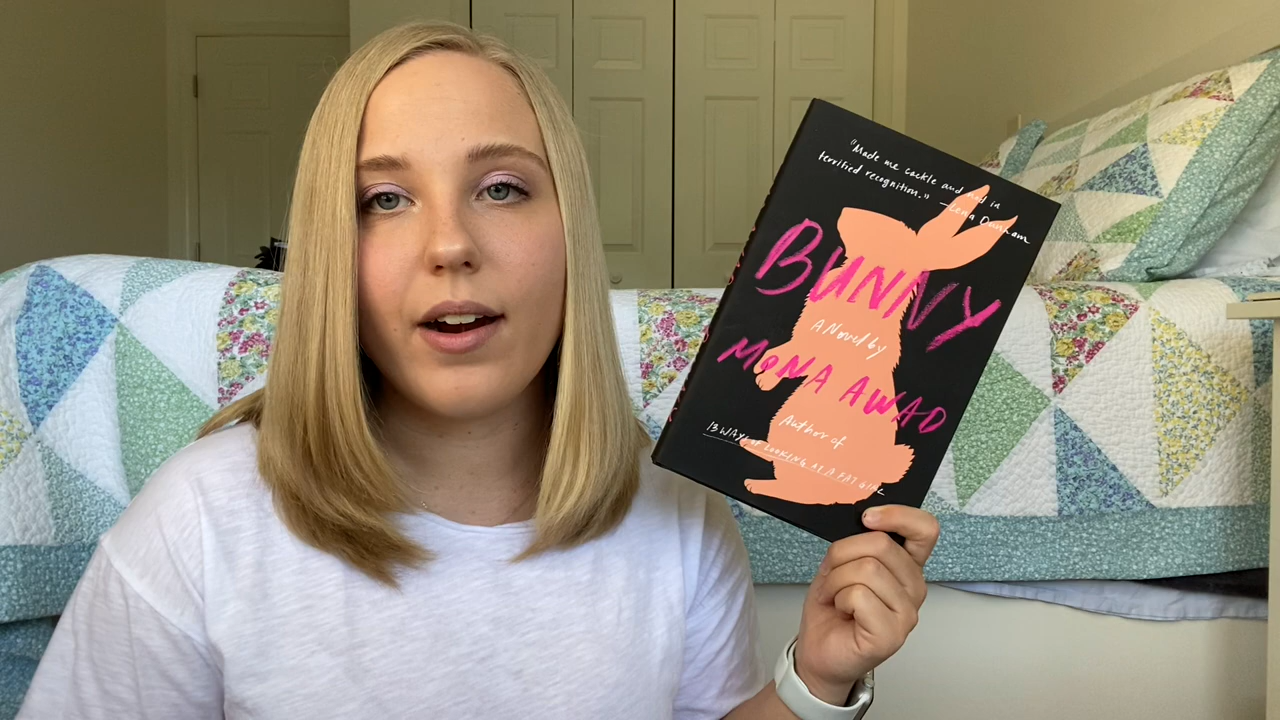 "Made me cackle and nod in
terrified recognition." —Lena Dunham
BUNNY
A Novel by
MONA AWAD
Author of
13 WAYS OF LOOKING AT A FAT GIRL